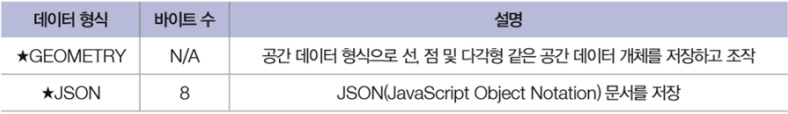 데이터 형식 바이트 수 설명
★GEOMETRY N/A 공간 데이터 형식으로 선, 점 및 다각형 같은 공간 데이터 개체를 저장하고 조작
★JSON 8 JSON(JavaScript Object Notation) 문서를 저장